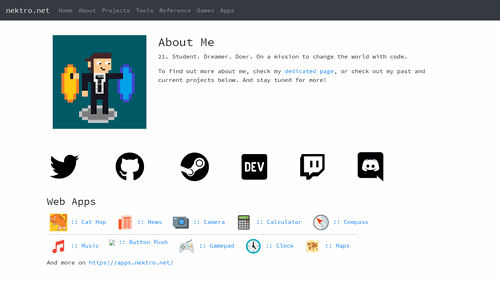 nektro.net Home About Projects Tools Reference Games Apps
About Me
21. Student. Dreamer. Doer. On a mission to change the world with code.
To find out more about me, check my dedicated page, or check out my past and
current projects below. And stay tuned for more!
DEV
Web Apps
:: Cat Hop :: News :: Camera :: Calculator :: Compass
:: Music :: Button Push :: Gamepad :: Clock :: Maps
And more on https://apps.nektro.net/